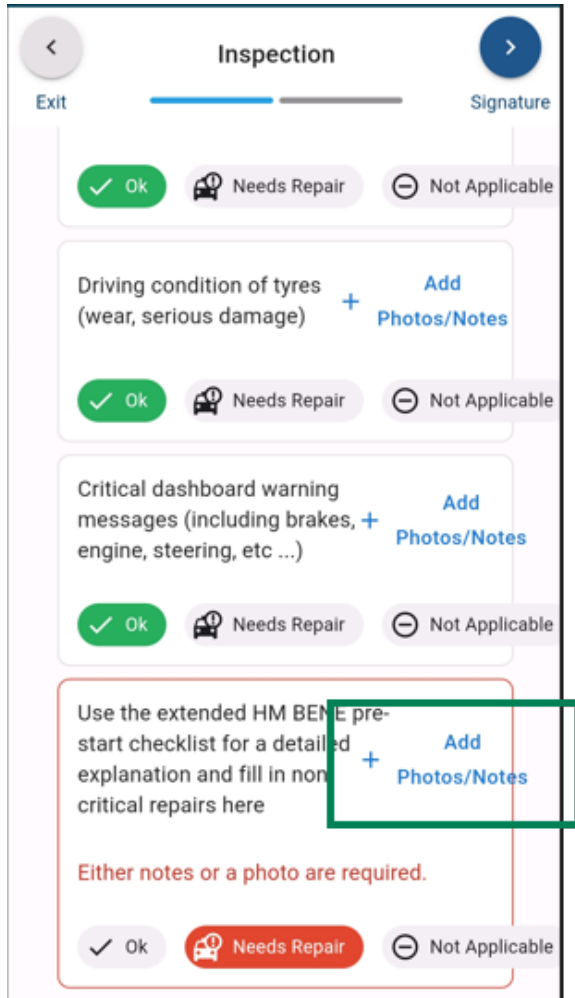 Inspection
Exit
Signature
Ok
Needs Repair
Not Applicable
Driving condition of tyres
(wear, serious damage)
+
Add
Photos/Notes
Ok
Needs Repair
Not Applicable
Critical dashboard warning
messages (including brakes,
engine, steering, etc ...)
+
Add
Photos/Notes
Ok
Needs Repair
Not Applicable
Use the extended HM BENE pre-
start checklist for a detailed
explanation and fill in non
critical repairs here
+
Add
Photos/Notes
Either notes or a photo are required.
Ok
Needs Repair
Not Applicable